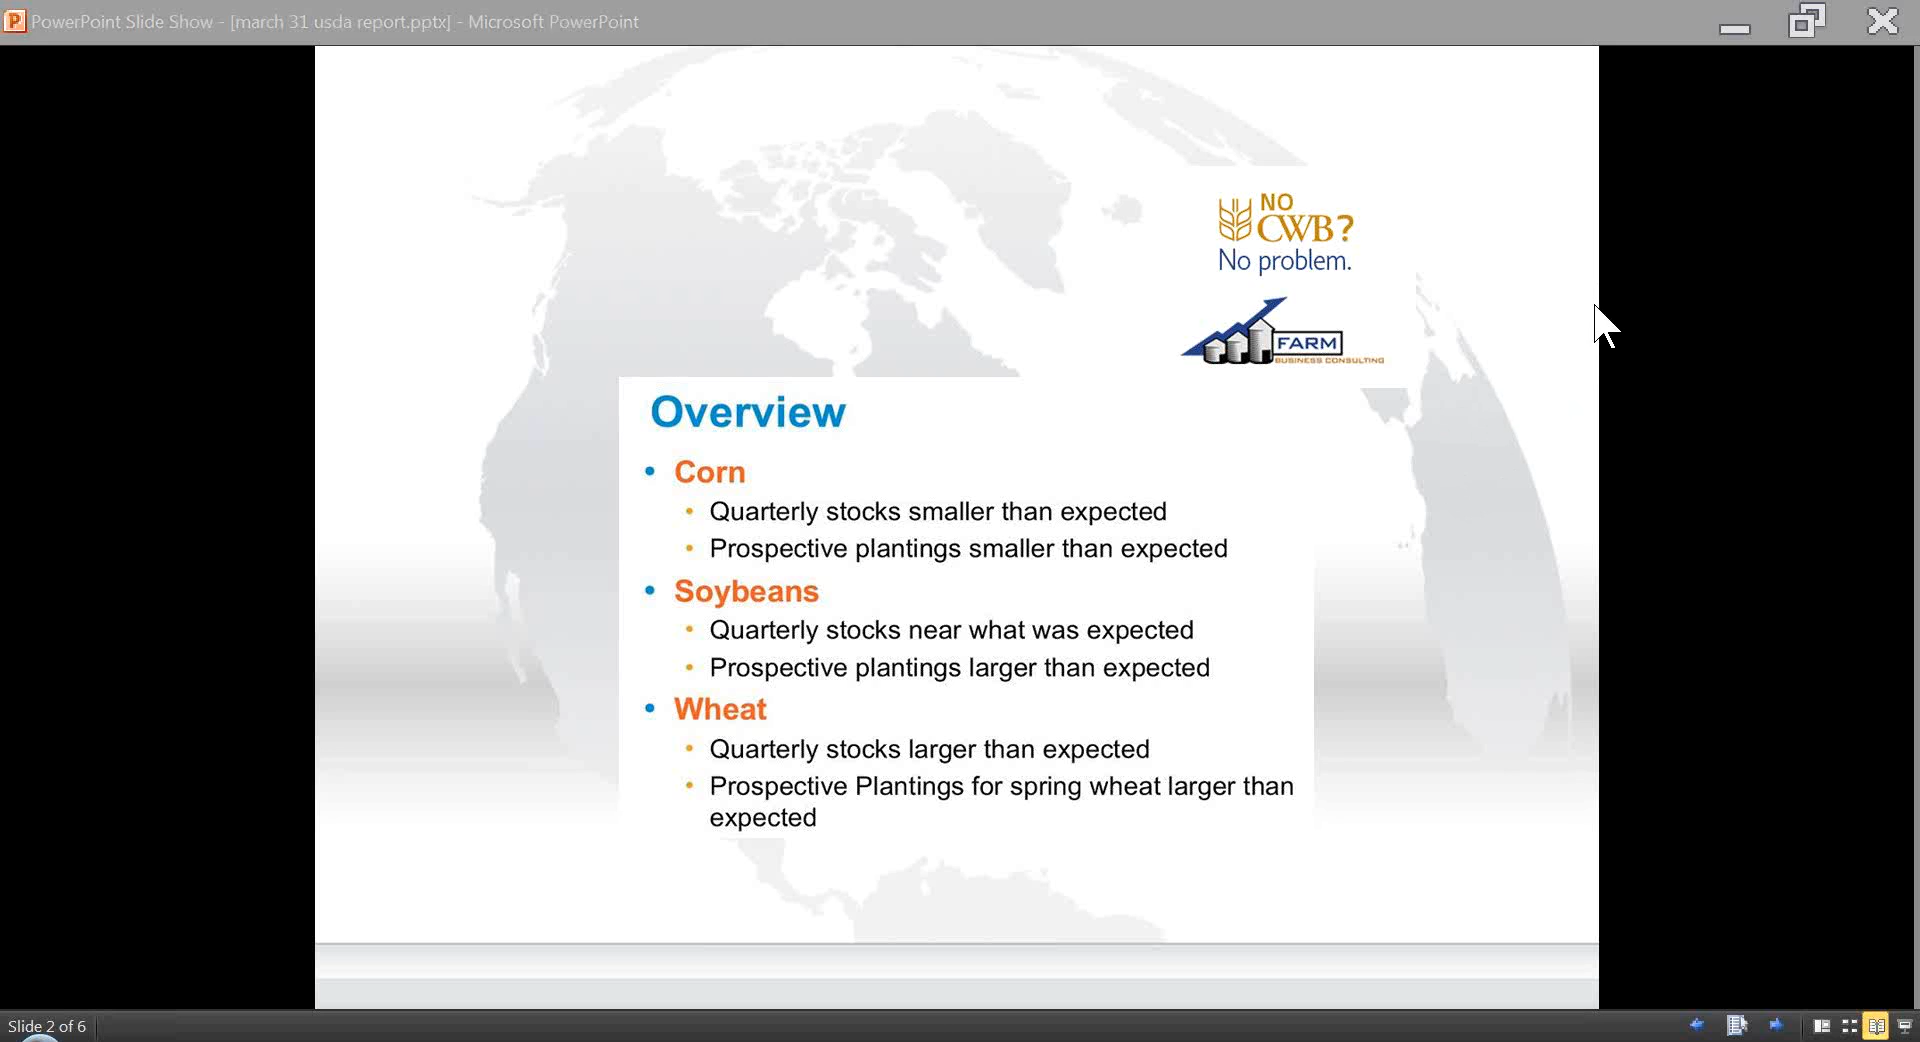 PowerPoint Slide Show - [march 31 usda report.pptx] - Microsoft PowerPoint
NO
CWB?
No problem.
FARM
BUSINESS CONSULTING
Overview
• Corn
• Quarterly stocks smaller than expected
• Prospective plantings smaller than expected
• Soybeans
• Quarterly stocks near what was expected
• Prospective plantings larger than expected
• Wheat
• Quarterly stocks larger than expected
• Prospective Plantings for spring wheat larger than
expected
Slide 2 of 6